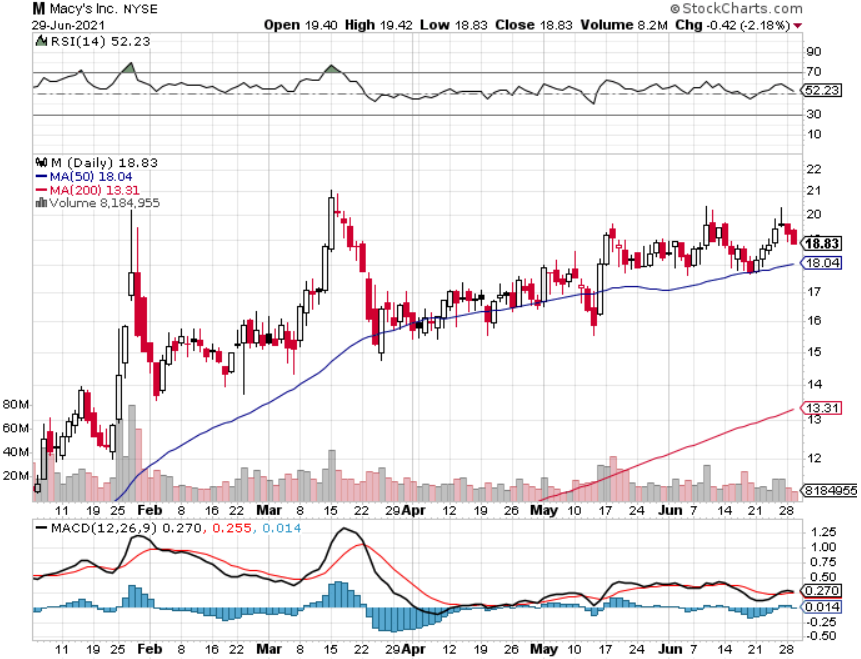 M Macy's Inc. NYSE
© StockCharts.com
29-Jun-2021
Open 19.40 High 19.42 Low 18.83 Close 18.83 Volume 8.2M Chg -0.42 (-2.18%)
RSI(14) 52.23
90
70
52.23
30
10
M (Daily) 18.83
MA(50) 18.04
MA(200) 13.31
Volume 8,184,955
22
21
20
18.83
18.04
17
16
15
14
13.31
13
12
8184955
80M
60M
40M
20M
11 19 25 Feb 8 16 22 Mar 8 15 22 29 Apr 12 19 26 May 10 17 24 Jun 7 14 21 28
MACD(12,26,9) 0.270, 0.255, 0.014
1.25
1.00
0.75
0.50
0.270
0.014
-0.25
-0.50
11 19 25 Feb 8 16 22 Mar 8 15 22 29 Apr 12 19 26 May 10 17 24 Jun 7 14 21 28